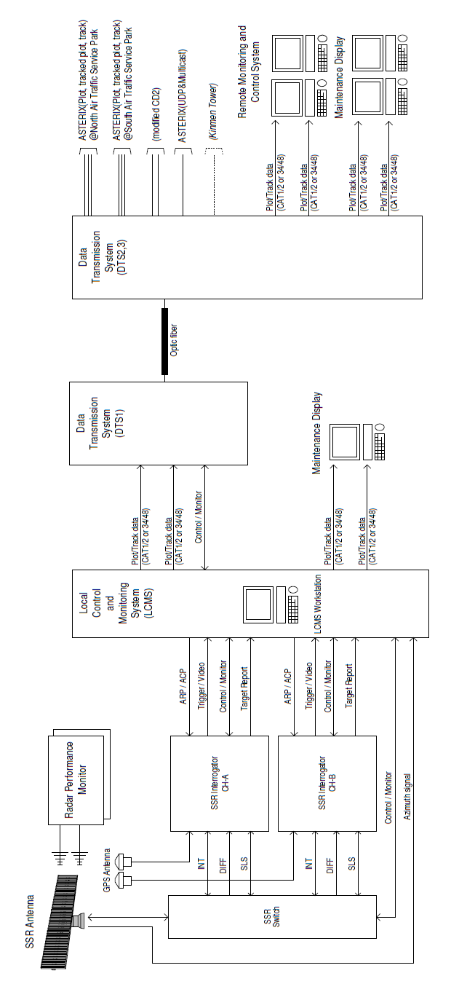 SSR Antenna
Radar Performance
Monitor
GPS Antenna
SSR
Switch
INT
DIFF
SLS
INT
DIFF
SLS
SSR Interrogator
CH-A
SSR Interrogator
CH-B
Control / Monitor
Azimuth signal
ARP / ACP
Trigger / Video
Control / Monitor
Target Report
ARP / ACP
Trigger / Video
Control / Monitor
Target Report
Local
Control
and
Monitoring
System
(LCMS)
LCMS Workstation
Plot/Track data
(CAT1/2 or 34/48)
Plot/Track data
(CAT1/2 or 34/48)
Control / Monitor
Plot/Track data
(CAT1/2 or 34/48)
Plot/Track data
(CAT1/2 or 34/48)
Maintenance Display
Data
Transmission
System
(DTS1)
Optic fiber
Data
Transmission
System
(DTS2,3)
ASTERIX(Plot, tracked plot, track)
@North Air Traffic Service Park
ASTERIX(Plot, tracked plot, track)
@South Air Traffic Service Park
(modified CD2)
ASTERIX(UDP&Multicast)
(Kinmen Tower)
Plot/Track data
(CAT1/2 or 34/48)
Plot/Track data
(CAT1/2 or 34/48)
Plot/Track data
(CAT1/2 or 34/48)
Plot/Track data
(CAT1/2 or 34/48)
Remote Monitoring and
Control System
Maintenance Display